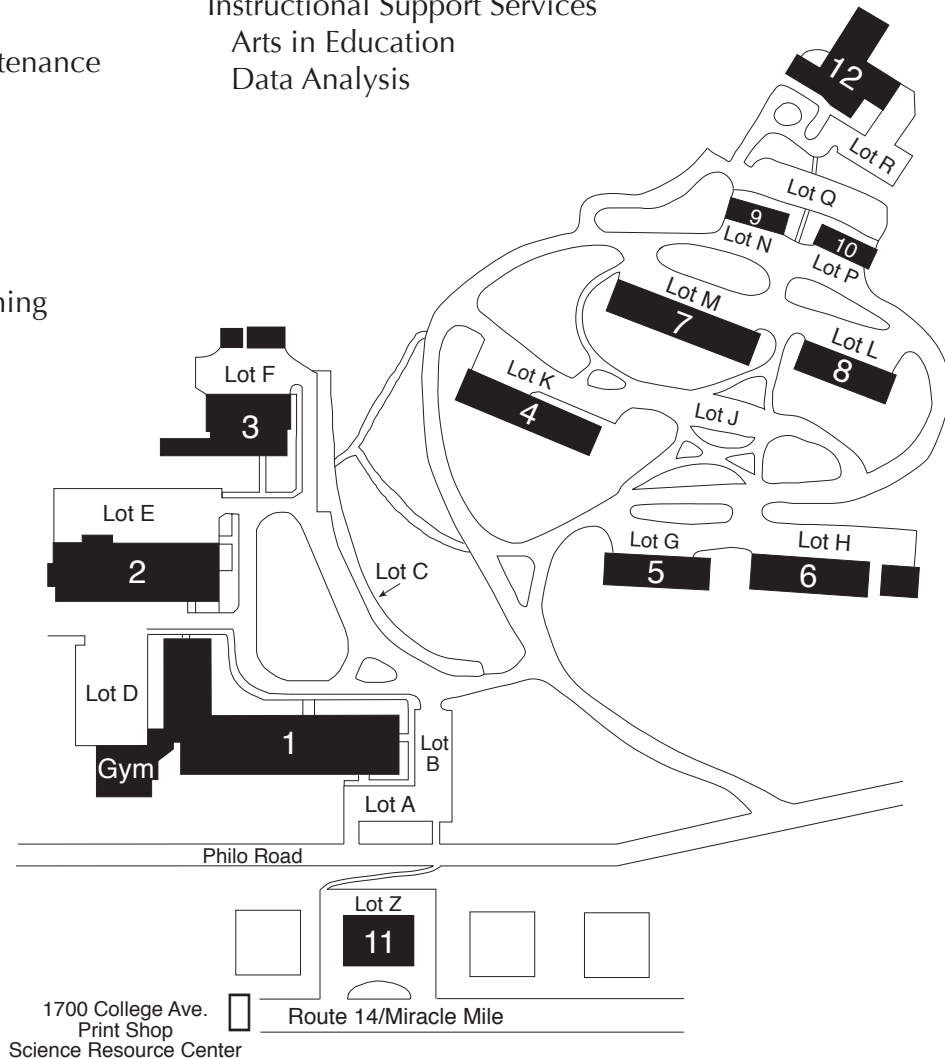 Instructional Support Services
Arts in Education
Data Analysis
tenance
ning
12
Lot R
Lot Q
9
10
Lot N
Lot P
Lot M
7
Lot L
8
Lot K
4
Lot J
Lot F
3
Lot E
2
Lot G
5
Lot H
6
Lot C
Lot D
1
Gym
Lot
B
Lot A
Philo Road
Lot Z
11
1700 College Ave.
Print Shop
Science Resource Center
Route 14/Miracle Mile